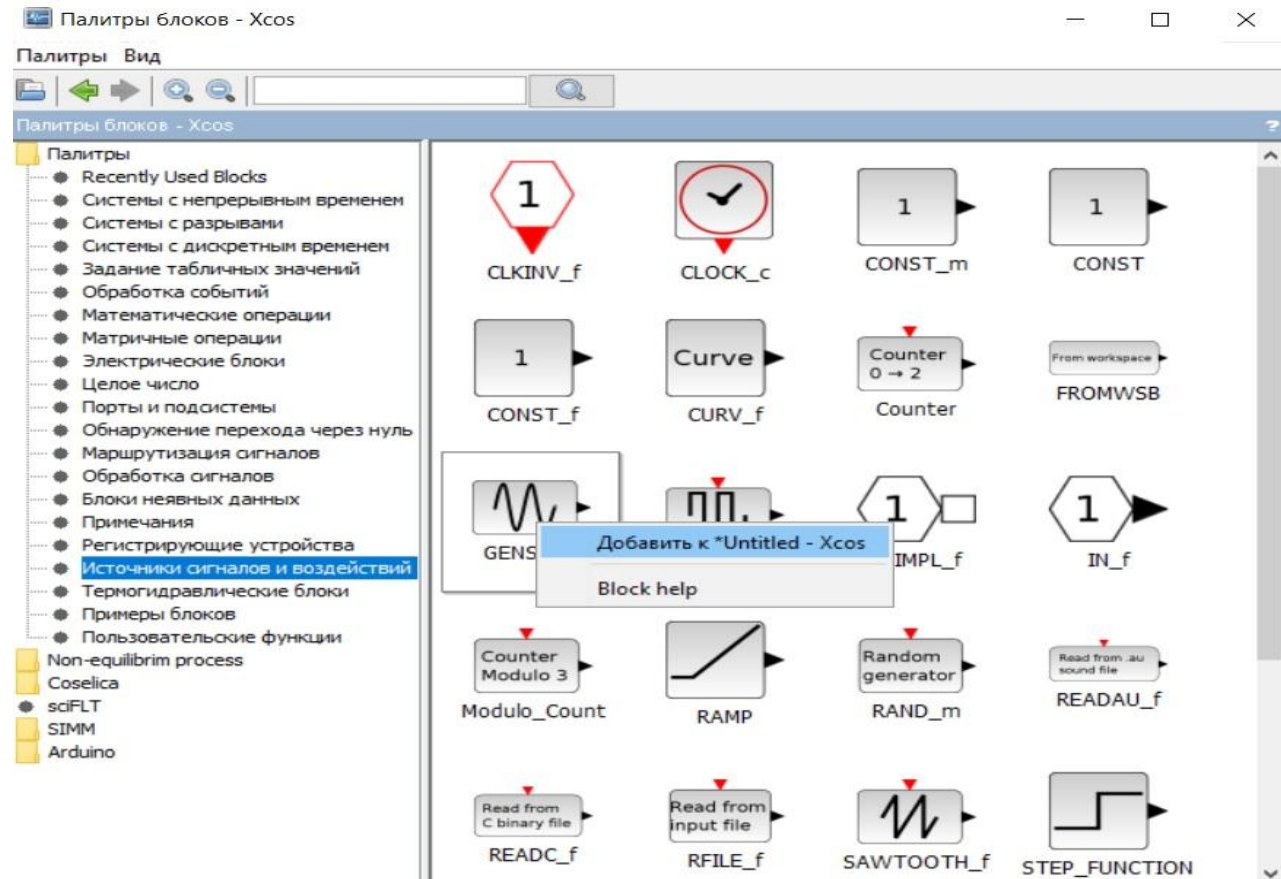 Палитры блоков - Xcos
Палитры Вид
Палитры блоков - Xcos ?
Палитры
Recently Used Blocks
Системы с непрерывным временем
Системы с разрывами
Системы с дискретным временем
Задание табличных значений
Обработка событий
Математические операции
Матричные операции
Электрические блоки
Целое число
Порты и подсистемы
Обнаружение перехода через нуль
Маршрутизация сигналов
Обработка сигналов
Блоки неявных данных
Примечания
Регистрирующие устройства
Источники сигналов и воздействий
Термогидравлические блоки
Примеры блоков
Пользовательские функции
Non-equilibrim process
Coselica
sciFLT
SIMM
Arduino
1
CLKINV_f
CLOCK_c
1
CONST_m
1
CONST
1
CONST_f
Curve
CURV_f
Counter
0 → 2
Counter
From workspace
FROMWSB
GENS
1
IMPL_f
1
IN_f
Добавить к *Untitled - Xcos
Block help
Counter
Modulo 3
Modulo_Count
RAMP
Random
generator
RAND_m
Read from .au
sound file
READAU_f
Read from
C binary file
READC_f
Read from
input file
RFILE_f
SAWTOOTH_f
STEP_FUNCTION